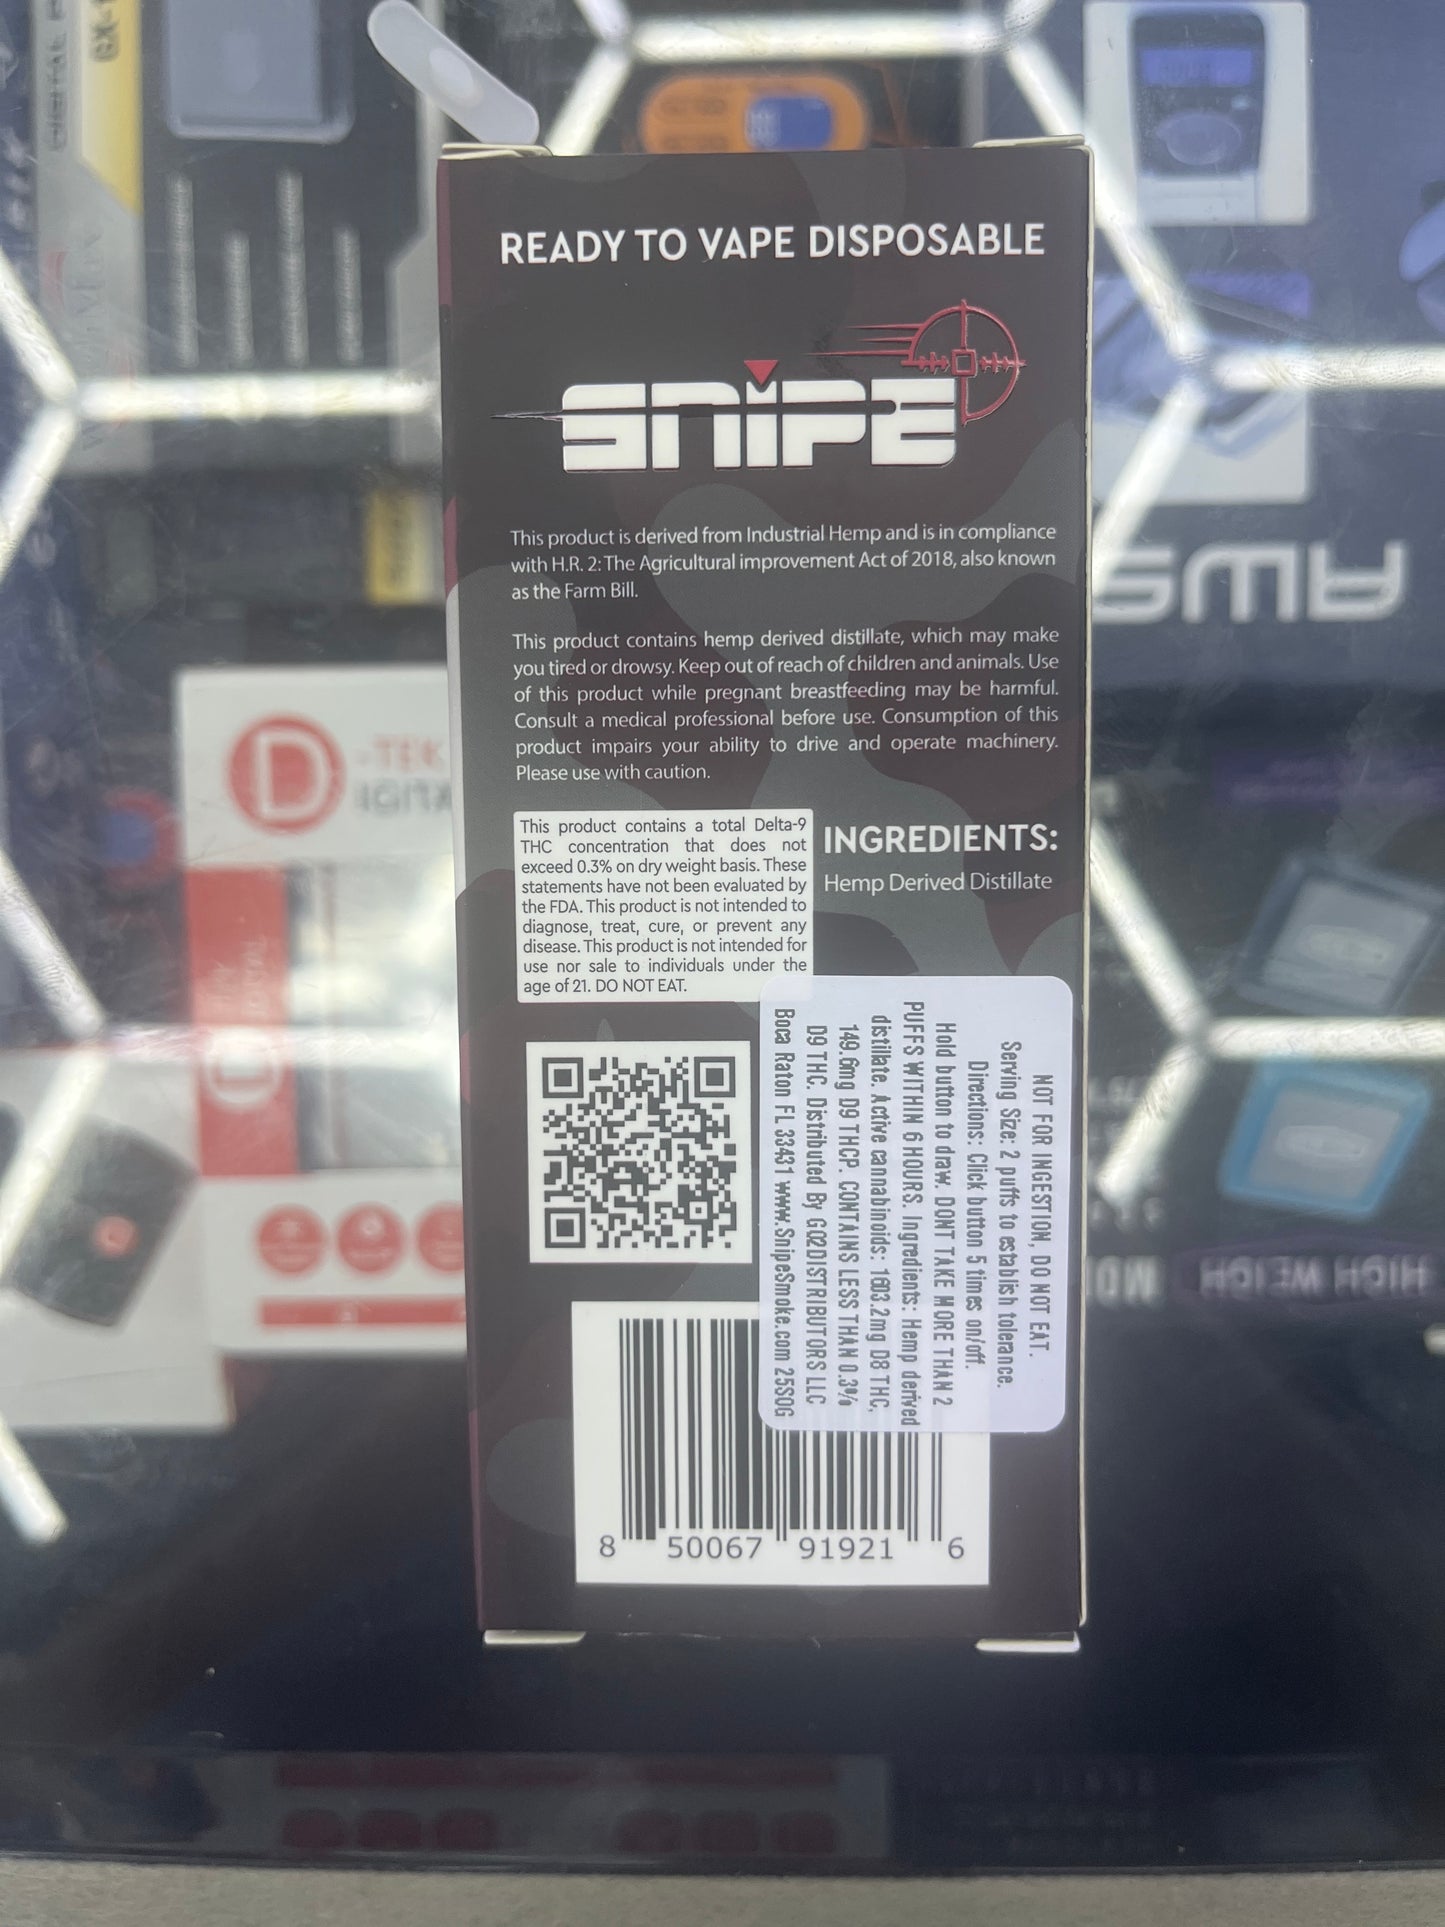 READY TO VAPE DISPOSABLE
SNIPE
This product is derived from Industrial Hemp and is in compliance
with H.R. 2: The Agricultural improvement Act of 2018, also known
as the Farm Bill.
This product contains hemp derived distillate, which may make
you tired or drowsy. Keep out of reach of children and animals. Use
of this product while pregnant breastfeeding may be harmful.
Consult a medical professional before use. Consumption of this
product impairs your ability to drive and operate machinery.
Please use with caution.
This product contains a total Delta-9
THC concentration that does not
exceed 0.3% on dry weight basis. These
statements have not been evaluated by
the FDA. This product is not intended to
diagnose, treat, cure, or prevent any
disease. This product is not intended for
use nor sale to individuals under the
age of 21. DO NOT EAT.
INGREDIENTS:
Hemp Derived Distillate
NOT FOR INGESTION, DO NOT EAT.
Serving Size: 2 puffs to establish tolerance.
Directions: Click button 5 times on/off.
Hold button to draw. DONT TAKE MORE THAN 2
PUFFS WITHIN 6 HOURS. Ingredients: Hemp derived
distillate. Active cannabinoids: 1603.2mg D8 THC,
149.6mg D9 THCP. CONTAINS LESS THAN 0.3%
D9 THC. Distributed By GO2DISTRIBUTORS LLC
Boca Raton FL 33431 www.SnipeSmoke.com 25SOG
8 50067 91921 6
D-TEK
HIGH WEIGH